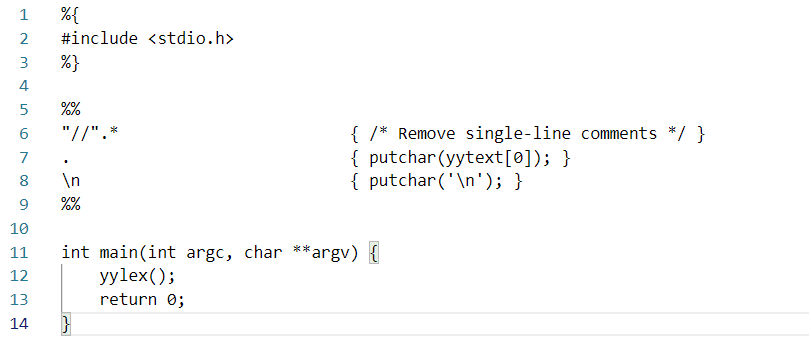 1 %{
2 #include <stdio.h>
3 %}
4
5 %%
6 "//".* { /* Remove single-line comments */ }
7 . { putchar(yytext[0]); }
8 \n { putchar('\n'); }
9 %%
10
11 int main(int argc, char **argv) {
12 yylex();
13 return 0;
14 }